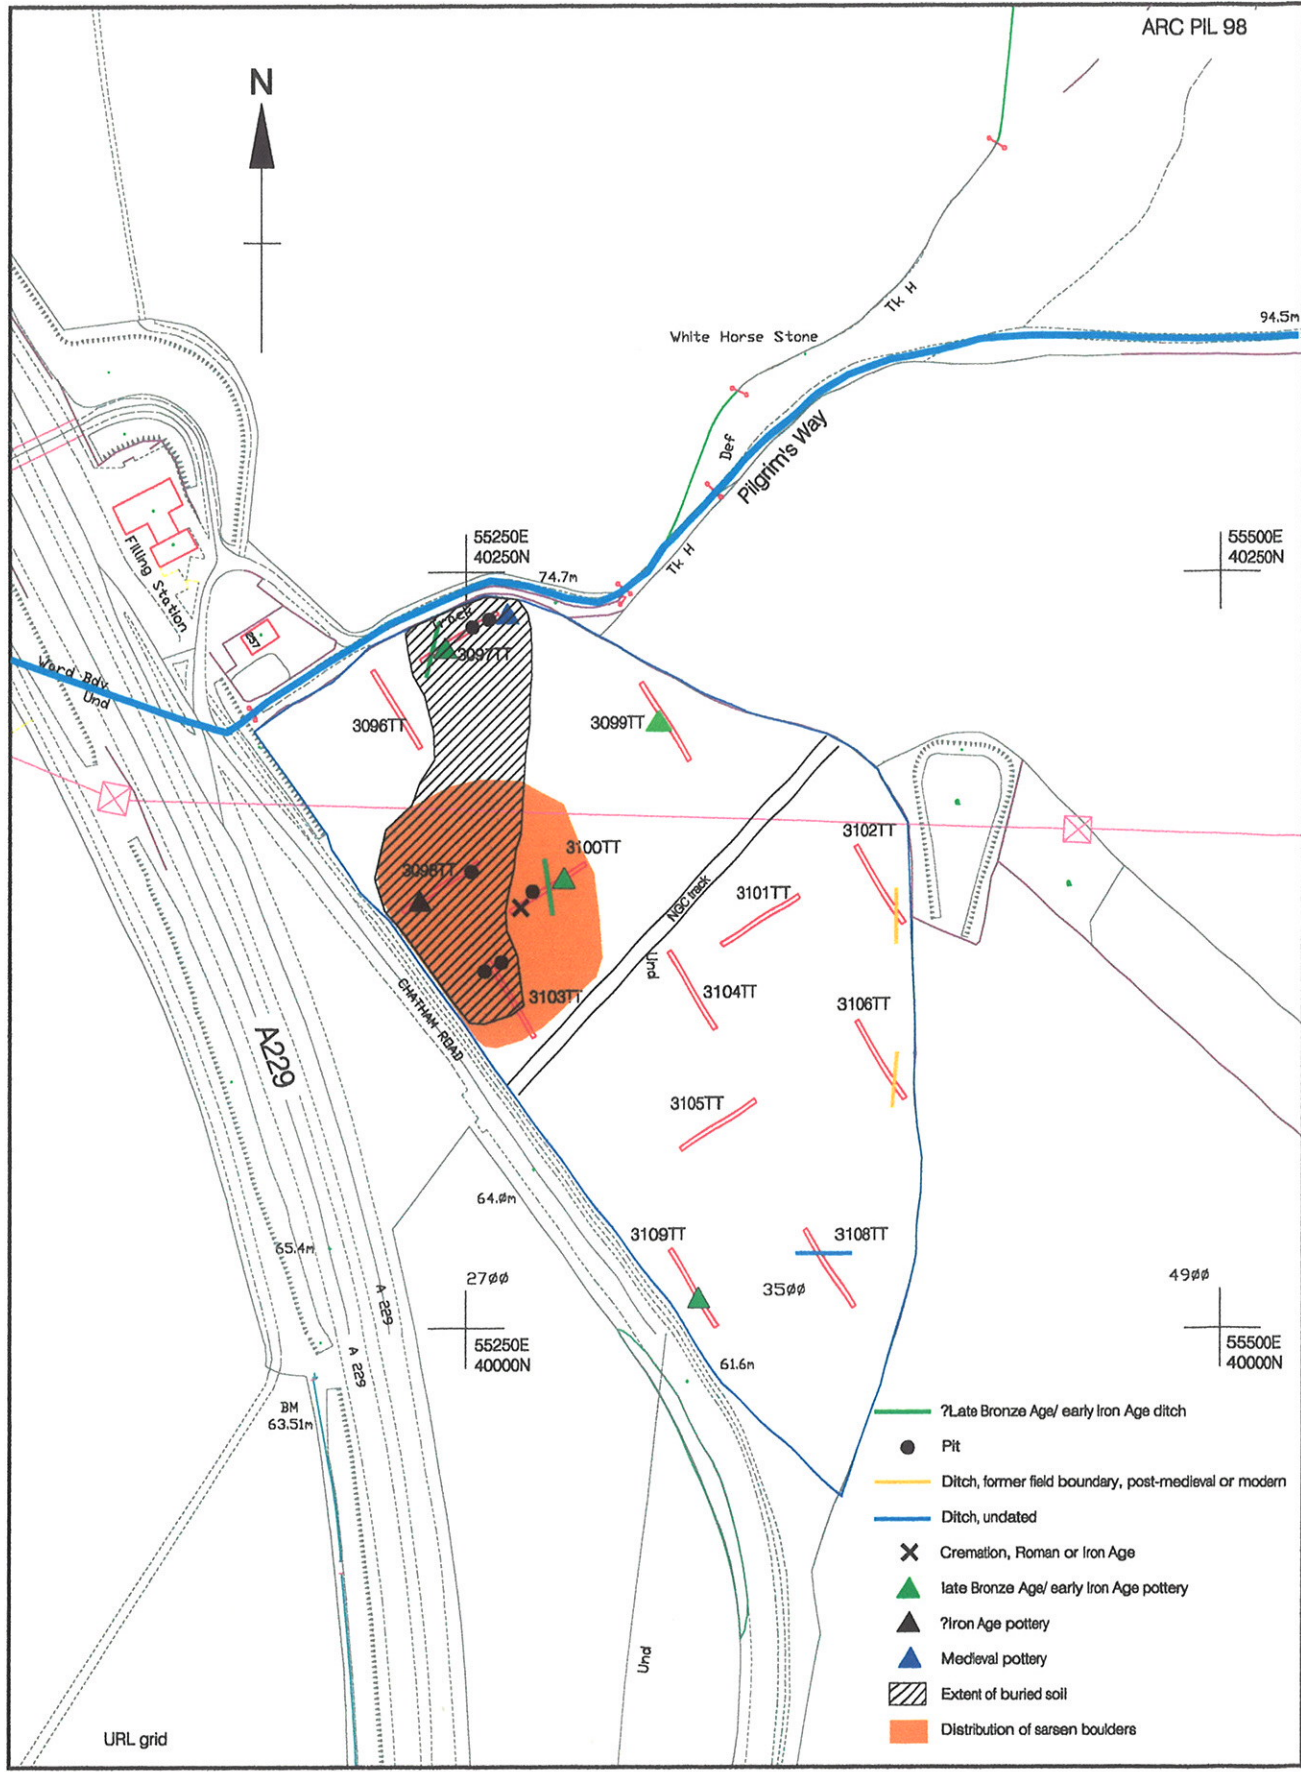 ARC PIL 98
N
94.5m
Tk H
White Horse Stone
Def
Pilgrim's Way
Tk H
55250E
40250N
55500E
40250N
74.7m
Filling Station
257
Track
3097TT
Ward Bdy
Und
3096TT
3099TT
3102TT
3100TT
3098TT
3101TT
NGC track
Und
3104TT
3103TT
3106TT
CHATHAM ROAD
A229
3105TT
64.0m
3109TT
3108TT
65.4m
27øø
35øø
49øø
A 229
55250E
40000N
55500E
40000N
A 229
61.6m
BM
63.51m
?Late Bronze Age/ early Iron Age ditch
Pit
Ditch, former field boundary, post-medieval or modern
Ditch, undated
Cremation, Roman or Iron Age
late Bronze Age/ early Iron Age pottery
?Iron Age pottery
Medieval pottery
Und
Extent of buried soil
Distribution of sarsen boulders
URL grid